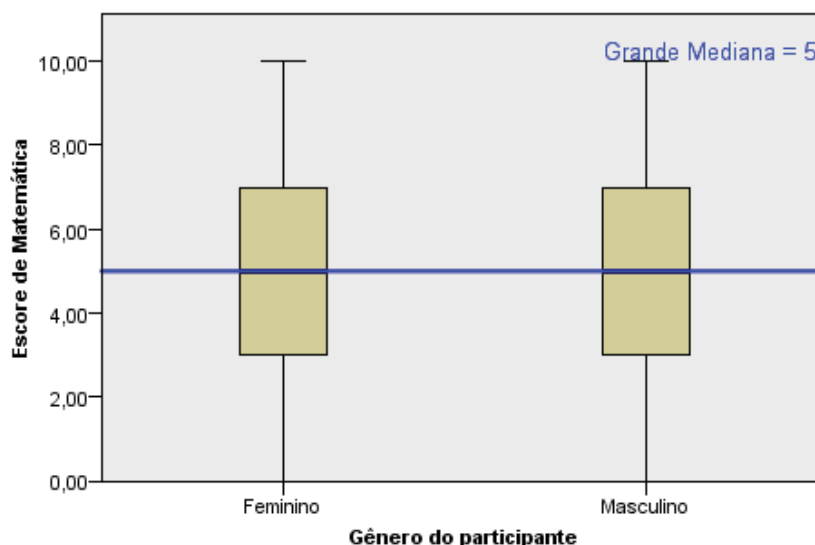 Grande Mediana = 5
Escore de Matemática
10,00
8,00
6,00
4,00
2,00
0,00
Feminino
Masculino
Gênero do participante